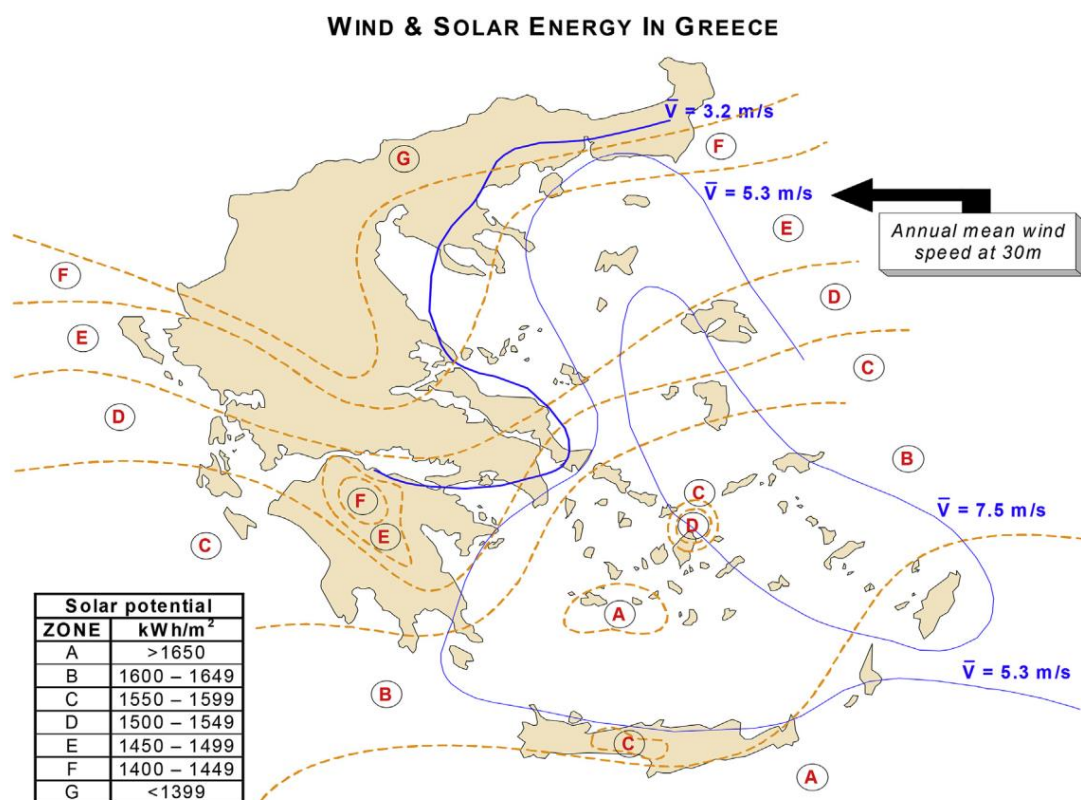 WIND & SOLAR ENERGY IN GREECE
V̅ = 3.2 m/s
F
G
V̅ = 5.3 m/s
E
Annual mean wind
speed at 30m
F
D
E
C
D
B
C
F
V̅ = 7.5 m/s
D
E
C
A
V̅ = 5.3 m/s
B
C
A
Solar potential
ZONE kWh/m²
A >1650
B 1600 – 1649
C 1550 – 1599
D 1500 – 1549
E 1450 – 1499
F 1400 – 1449
G <1399